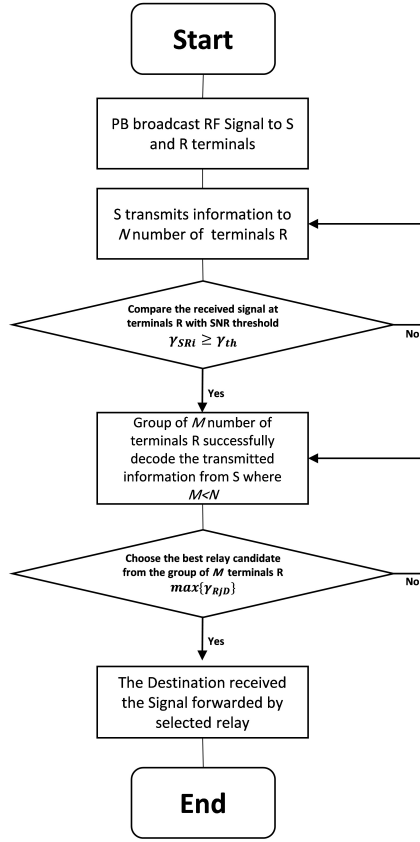 Start
PB broadcast RF Signal to S
and R terminals
S transmits information to
N number of terminals R
Compare the received signal at
terminals R with SNR threshold
γSRi ≥ γth
No
Yes
Group of M number of
terminals R successfully
decode the transmitted
information from S where
M<N
Choose the best relay candidate
from the group of M terminals R
max{γRjD}
No
Yes
The Destination received
the Signal forwarded by
selected relay
End